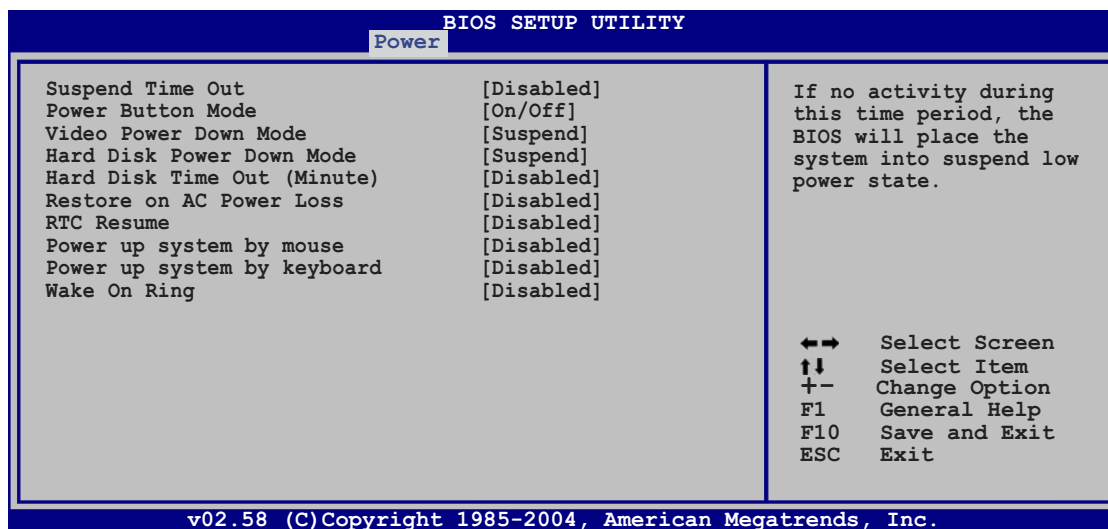 BIOS SETUP UTILITY
Power
Suspend Time Out [Disabled]
Power Button Mode [On/Off]
Video Power Down Mode [Suspend]
Hard Disk Power Down Mode [Suspend]
Hard Disk Time Out (Minute) [Disabled]
Restore on AC Power Loss [Disabled]
RTC Resume [Disabled]
Power up system by mouse [Disabled]
Power up system by keyboard [Disabled]
Wake On Ring [Disabled]
If no activity during
this time period, the
BIOS will place the
system into suspend low
power state.
←→ Select Screen
↑↓ Select Item
+- Change Option
F1 General Help
F10 Save and Exit
ESC Exit
v02.58 (C)Copyright 1985-2004, American Megatrends, Inc.